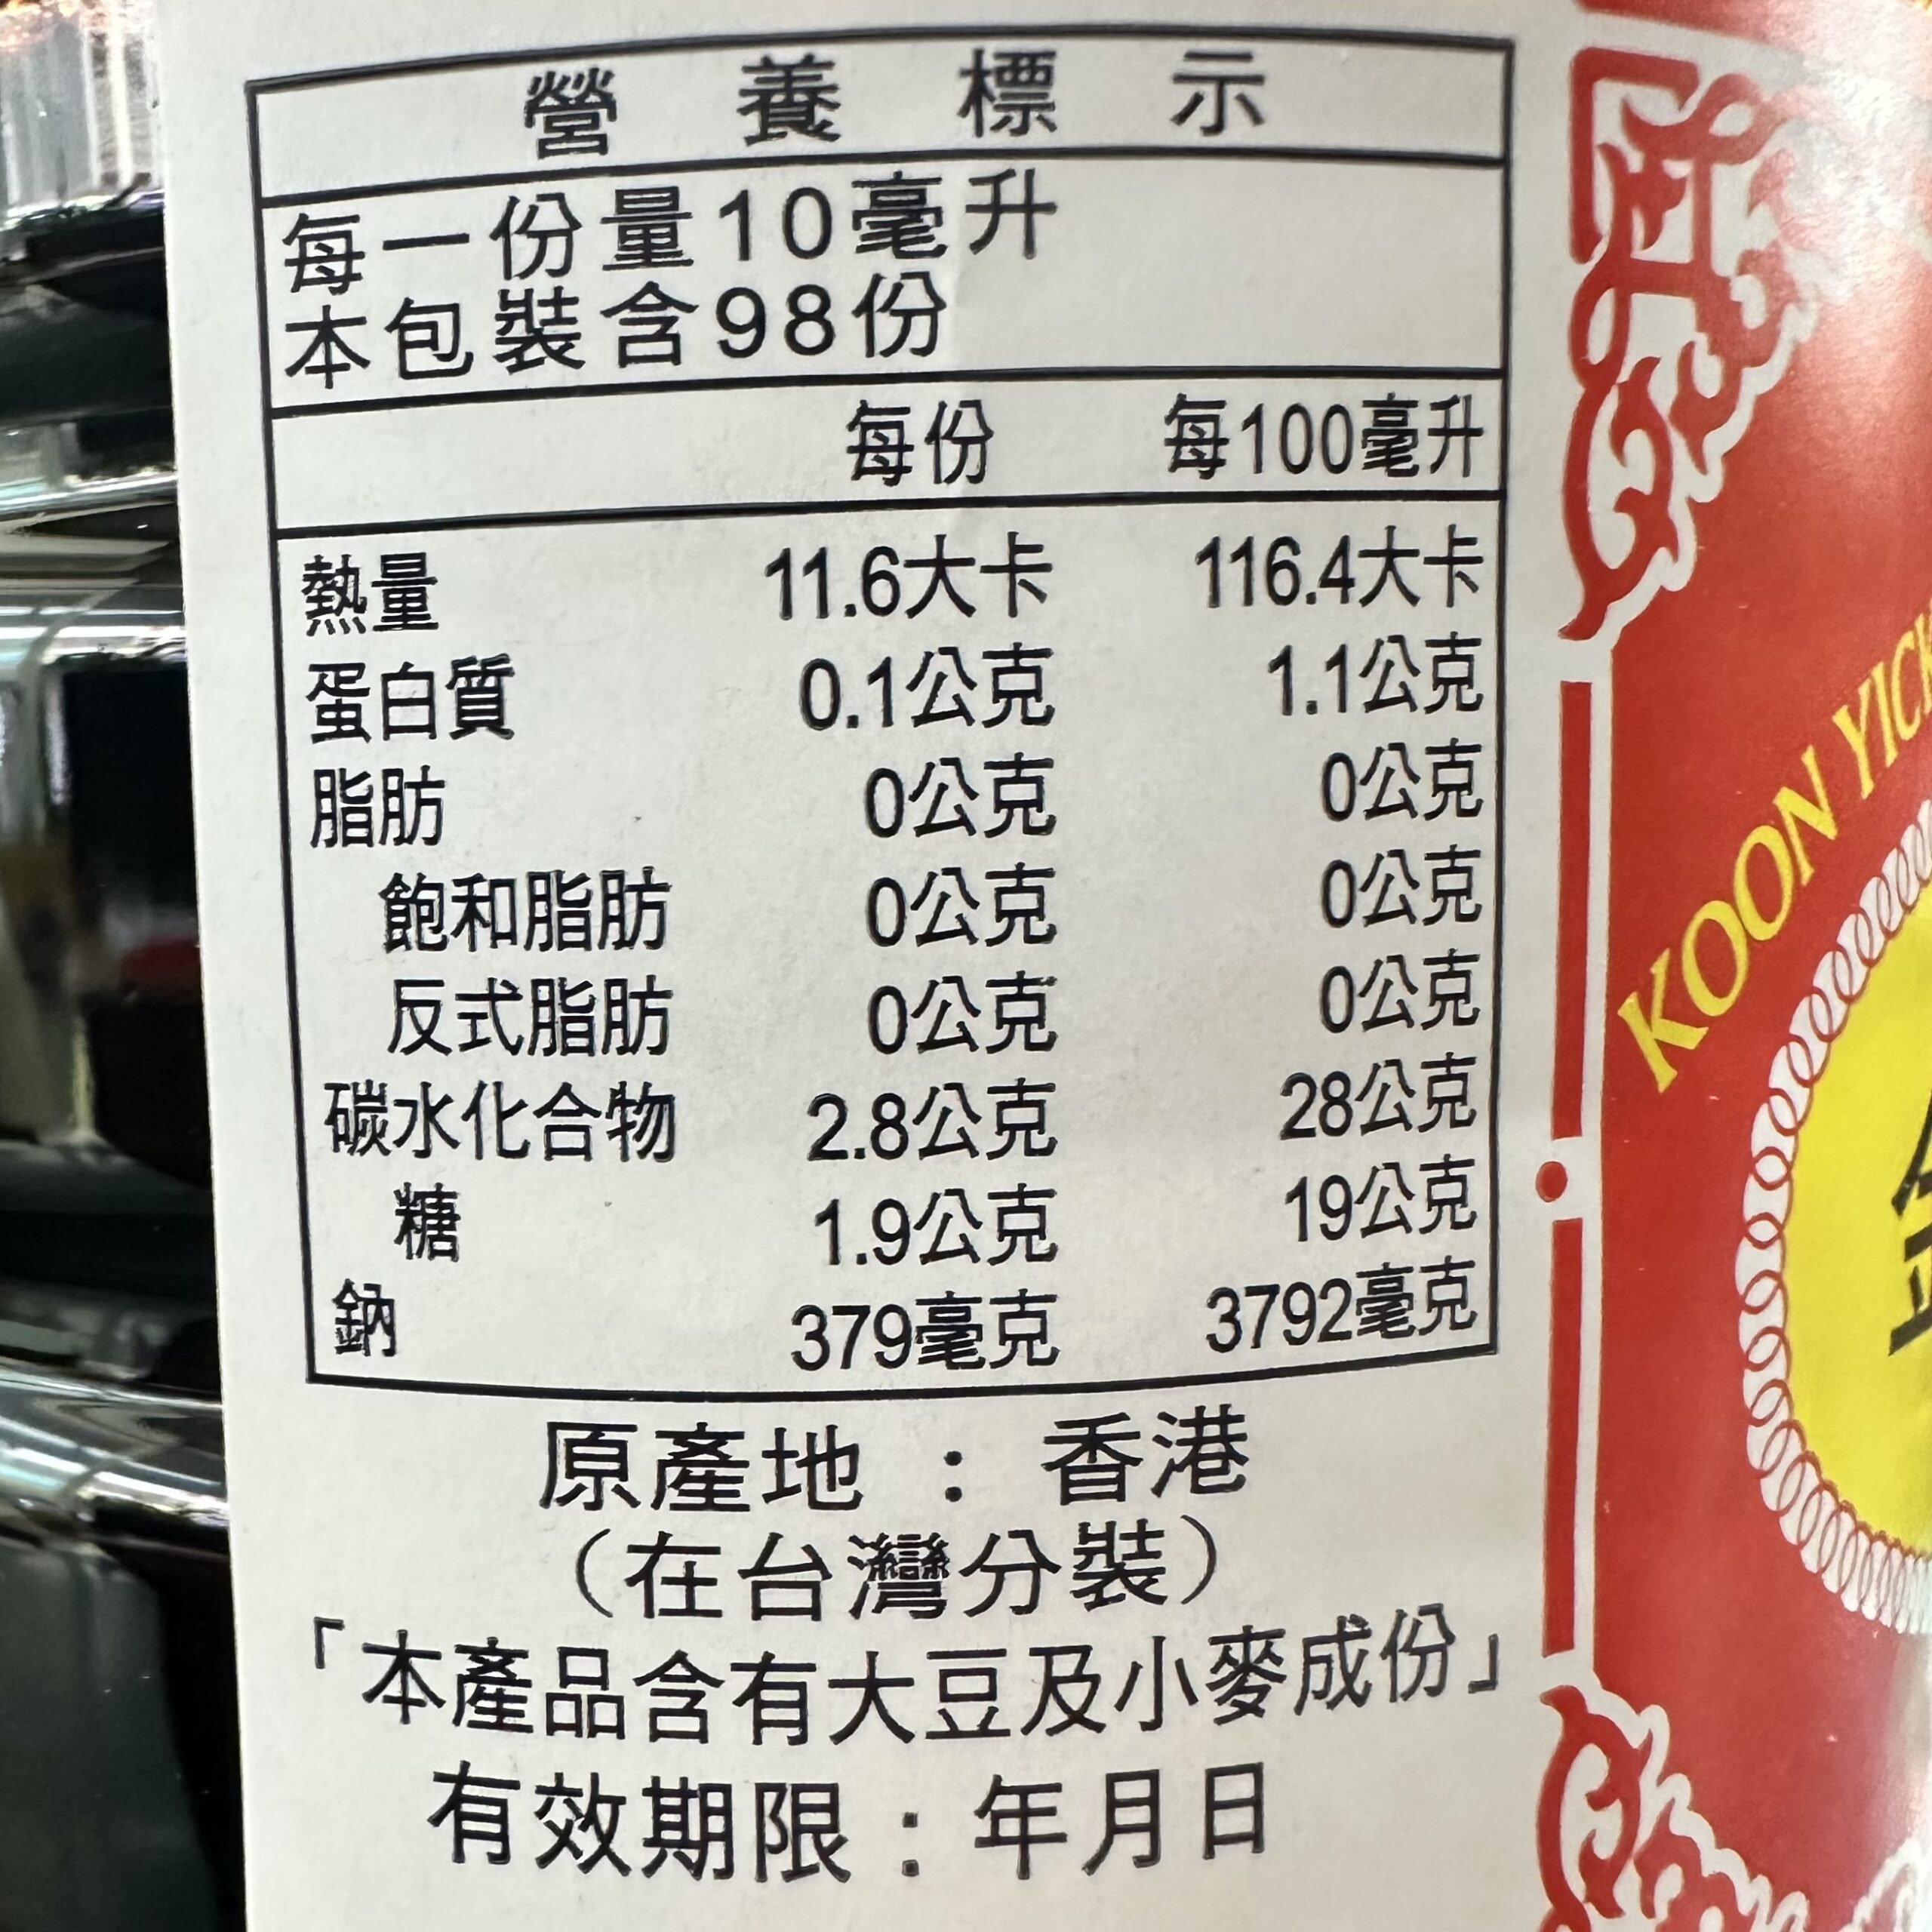 營養標示
每一份量10毫升
本包裝含98份
每份 每100毫升
熱量 11.6大卡 116.4大卡
蛋白質 0.1公克 1.1公克
脂肪 0公克 0公克
飽和脂肪 0公克 0公克
反式脂肪 0公克 0公克
碳水化合物 2.8公克 28公克
糖 1.9公克 19公克
鈉 379毫克 3792毫克
原產地：香港
（在台灣分裝）
「本產品含有大豆及小麥成份」
有效期限：年月日
KOON YICK